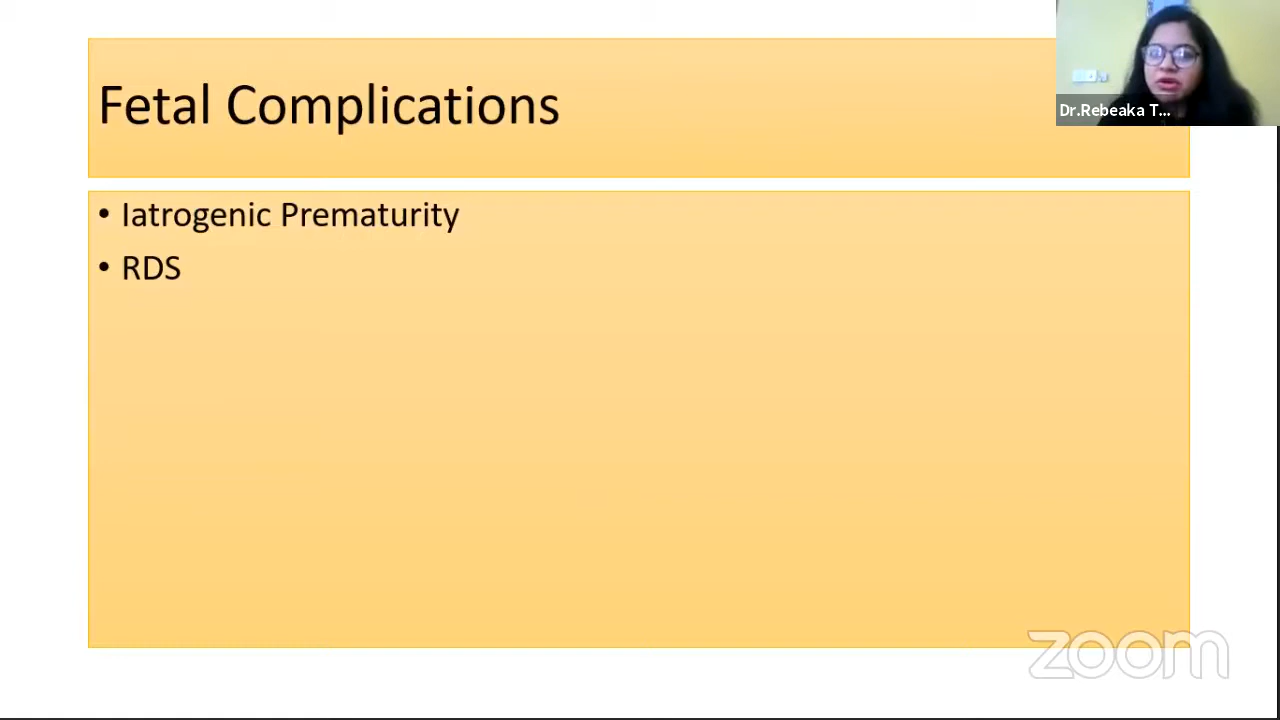 Fetal Complications
Dr.Rebeaka T...
• Iatrogenic Prematurity
• RDS
zoom